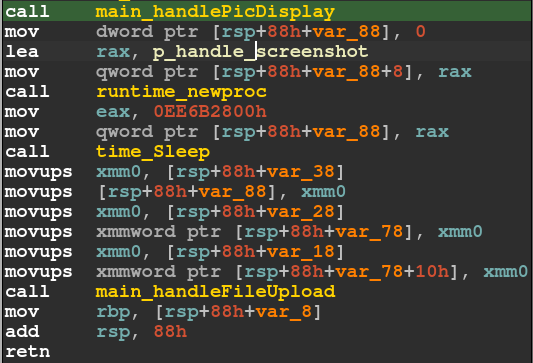 call    main_handlePicDisplay
mov     dword ptr [rsp+88h+var_88], 0
lea     rax, p_handle_screenshot
mov     qword ptr [rsp+88h+var_88+8], rax
call    runtime_newproc
mov     eax, 0EE6B2800h
mov     qword ptr [rsp+88h+var_88], rax
call    time_Sleep
movups  xmm0, [rsp+88h+var_38]
movups  [rsp+88h+var_88], xmm0
movups  xmm0, [rsp+88h+var_28]
movups  xmmword ptr [rsp+88h+var_78], xmm0
movups  xmm0, [rsp+88h+var_18]
movups  xmmword ptr [rsp+88h+var_78+10h], xmm0
call    main_handleFileUpload
mov     rbp, [rsp+88h+var_8]
add     rsp, 88h
retn